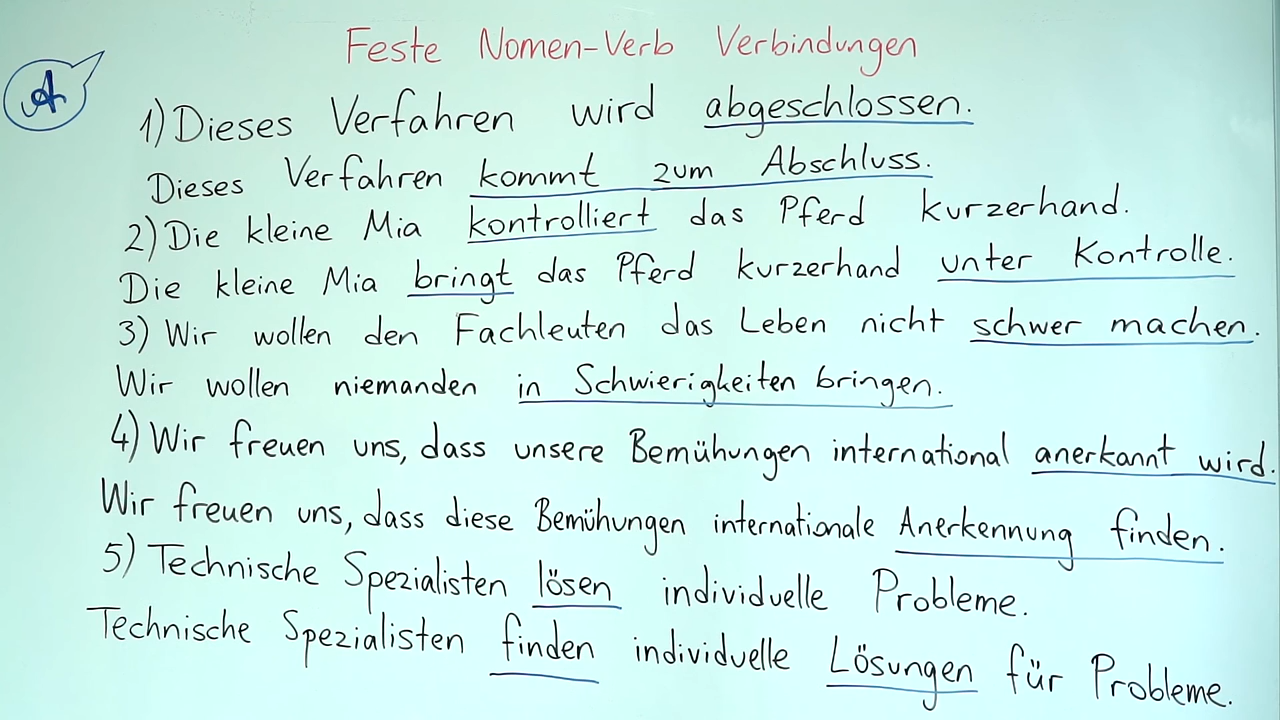 Feste Nomen-Verb Verbindungen
A
1) Dieses Verfahren wird abgeschlossen.
Dieses Verfahren kommt zum Abschluss.
2) Die kleine Mia kontrolliert das Pferd kurzerhand.
Die kleine Mia bringt das Pferd kurzerhand unter Kontrolle.
3) Wir wollen den Fachleuten das Leben nicht schwer machen.
Wir wollen niemanden in Schwierigkeiten bringen.
4) Wir freuen uns, dass unsere Bemühungen international anerkannt wird.
Wir freuen uns, dass diese Bemühungen internationale Anerkennung finden.
5) Technische Spezialisten lösen individuelle Probleme.
Technische Spezialisten finden individuelle Lösungen für Probleme.